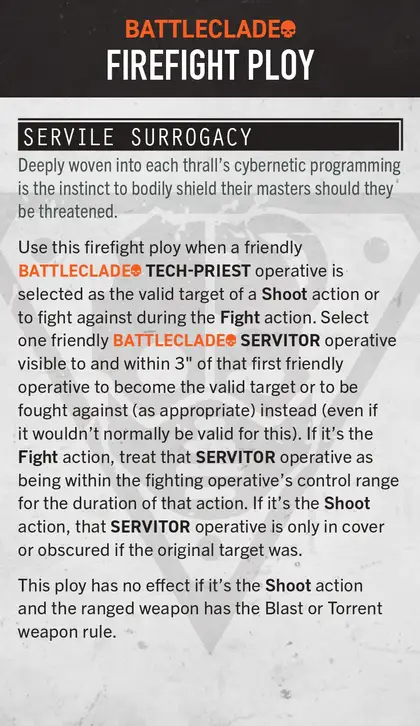 BATTLECLADE
FIREFIGHT PLOY
SERVILE SURROGACY
Deeply woven into each thrall's cybernetic programming
is the instinct to bodily shield their masters should they
be threatened.
Use this firefight ploy when a friendly
BATTLECLADE TECH-PRIEST operative is
selected as the valid target of a Shoot action or
to fight against during the Fight action. Select
one friendly BATTLECLADE SERVITOR operative
visible to and within 3" of that first friendly
operative to become the valid target or to be
fought against (as appropriate) instead (even if
it wouldn't normally be valid for this). If it's the
Fight action, treat that SERVITOR operative as
being within the fighting operative's control range
for the duration of that action. If it's the Shoot
action, that SERVITOR operative is only in cover
or obscured if the original target was.
This ploy has no effect if it's the Shoot action
and the ranged weapon has the Blast or Torrent
weapon rule.